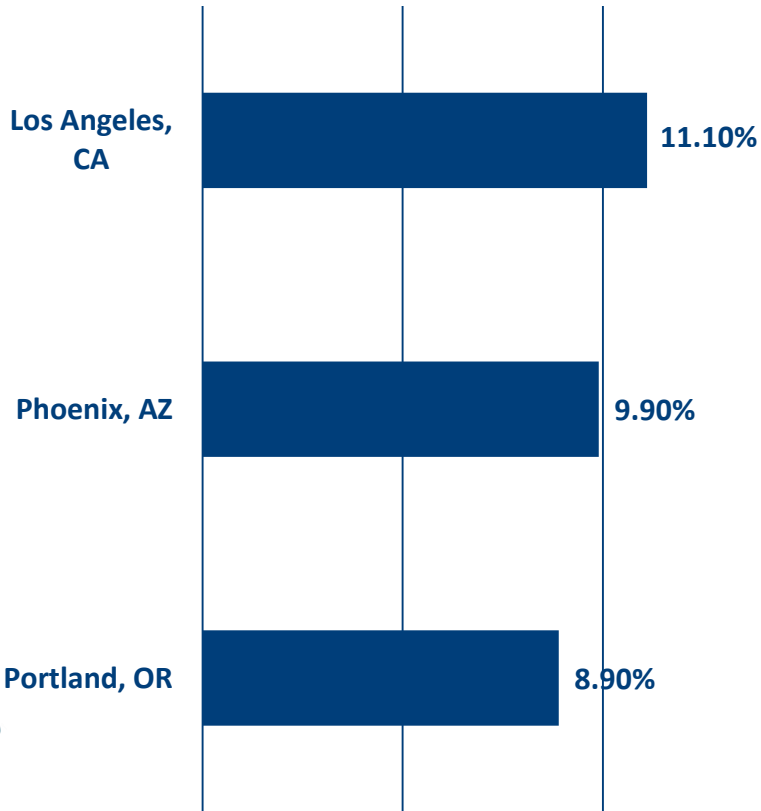 Los Angeles,
CA
11.10%
Phoenix, AZ
9.90%
Portland, OR
8.90%